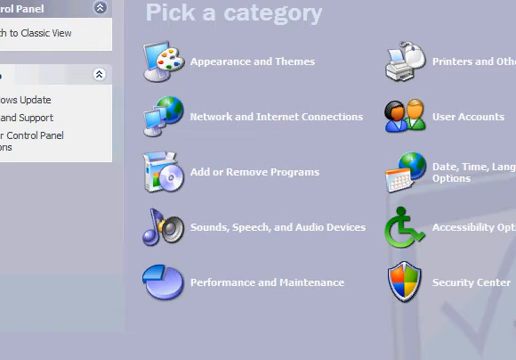 Pick a category
rol Panel
ch to Classic View
ows Update
and Support
r Control Panel
ons
Appearance and Themes
Printers and Othe
Network and Internet Connections
User Accounts
Add or Remove Programs
Date, Time, Lang
Options
Sounds, Speech, and Audio Devices
Accessibility Opti
Performance and Maintenance
Security Center